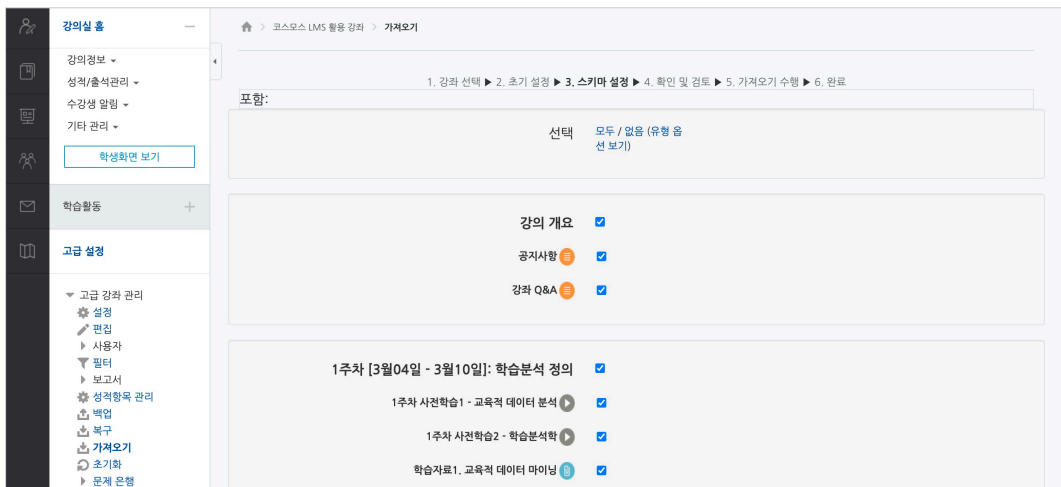 강의실 홈
강의정보
성적/출석관리
수강생 알림
기타 관리
학생화면 보기
학습활동
고급 설정
고급 강좌 관리
설정
편집
사용자
필터
보고서
성적항목 관리
백업
복구
가져오기
초기화
문제 은행
코스모스 LMS 활용 강좌 > 가져오기
1. 강좌 선택 ▶ 2. 초기 설정 ▶ 3. 스키마 설정 ▶ 4. 확인 및 검토 ▶ 5. 가져오기 수행 ▶ 6. 완료
포함:
선택 모두 / 없음 (유형 옵
션 보기)
강의 개요
공지사항
강좌 Q&A
1주차 [3월04일 - 3월10일]: 학습분석 정의
1주차 사전학습1 - 교육적 데이터 분석
1주차 사전학습2 - 학습분석학
학습자료1. 교육적 데이터 마이닝